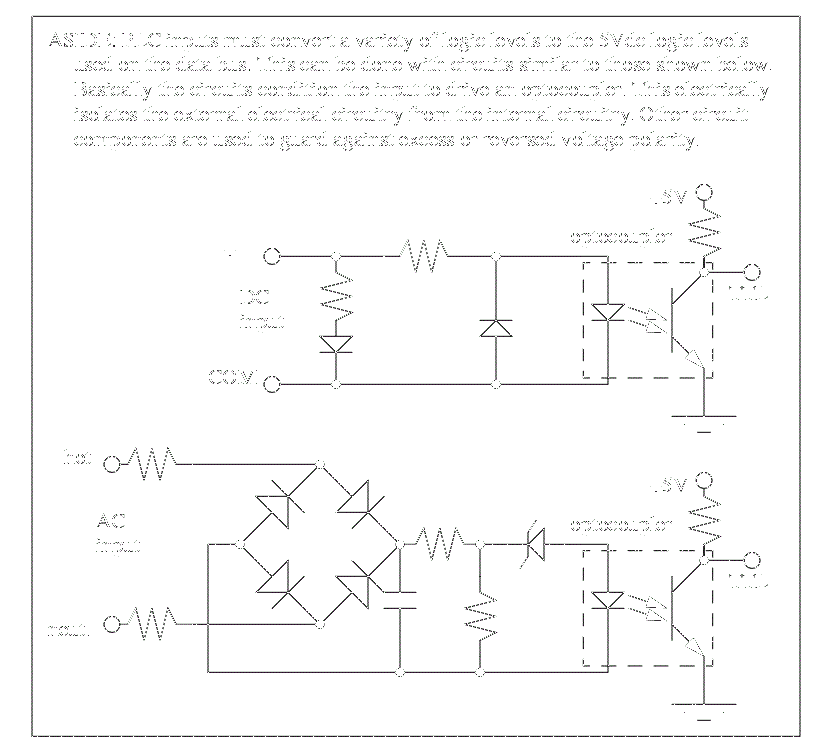 ASIDE: PLC inputs must convert a variety of logic levels to the 5Vdc logic levels
used on the data bus. This can be done with circuits similar to those shown below.
Basically the circuits condition the input to drive an optocoupler. This electrically
isolates the external electrical circuitry from the internal circuitry. Other circuit
components are used to guard against excess or reversed voltage polarity.
+5V
optocoupler
+
DC
input
TTL
COM
hot
+5V
optocoupler
AC
input
TTL
neut.